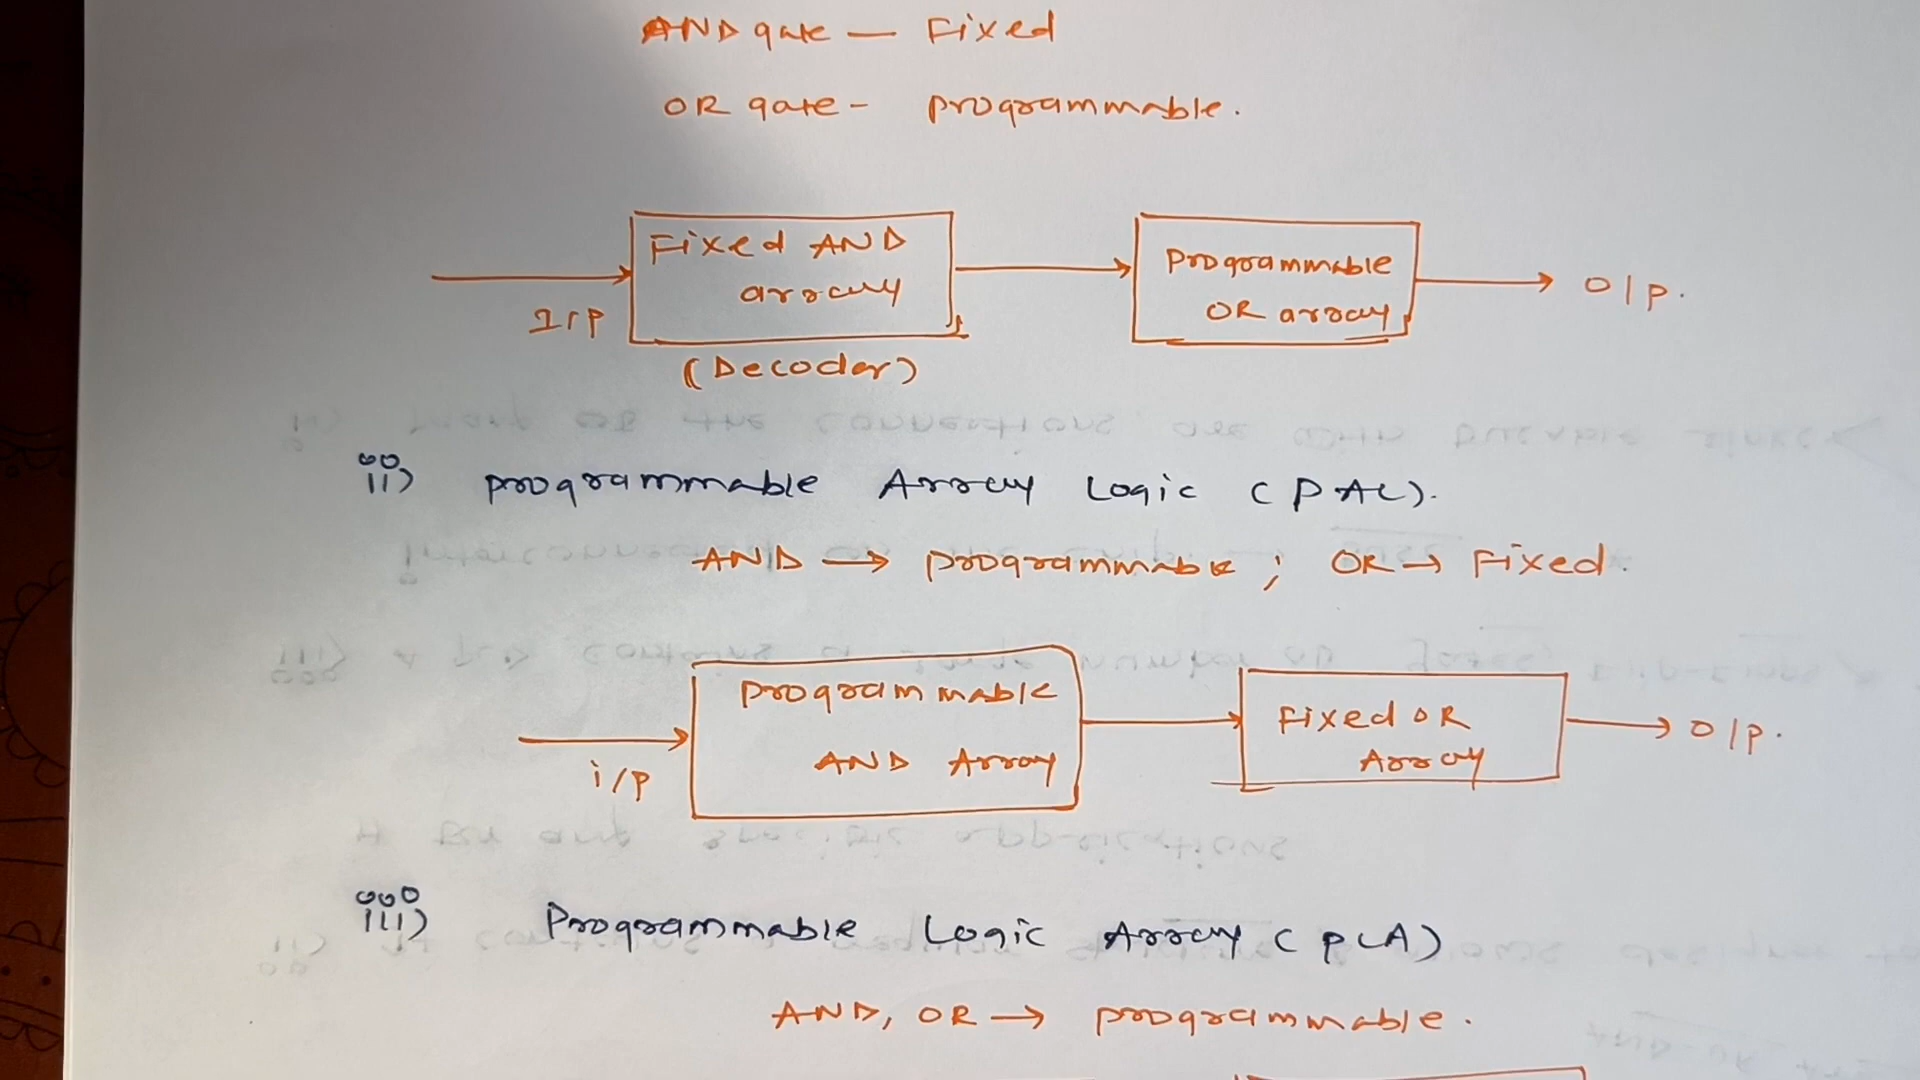 AND gate — Fixed
OR gate - programmable.
Fixed AND
array
I/P
(Decoder)
Programmable
OR array
O/P.
ii) programmable Array Logic (PAL).
AND → programmable ; OR → Fixed.
programmable
AND Array
i/p
Fixed OR
Array
O/P.
iii) Programmable Logic Array (PLA)
AND, OR → programmable.